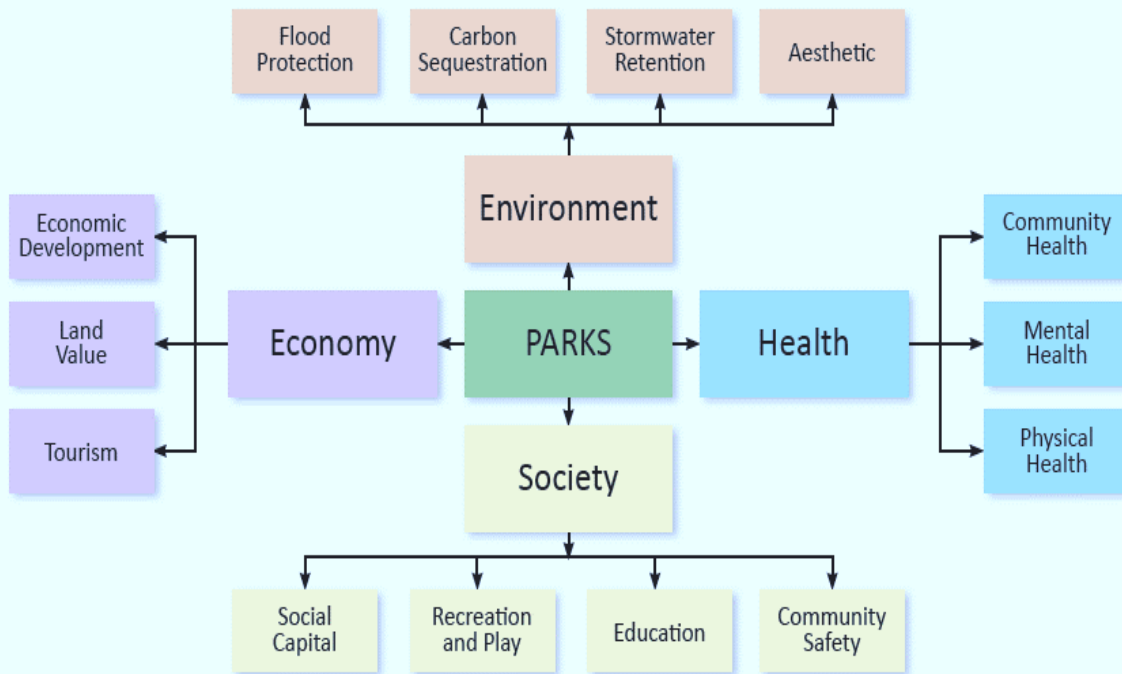 Flood
Protection
Carbon
Sequestration
Stormwater
Retention
Aesthetic
Environment
Economic
Development
Land
Value
Tourism
Economy
PARKS
Health
Community
Health
Mental
Health
Physical
Health
Society
Social
Capital
Recreation
and Play
Education
Community
Safety